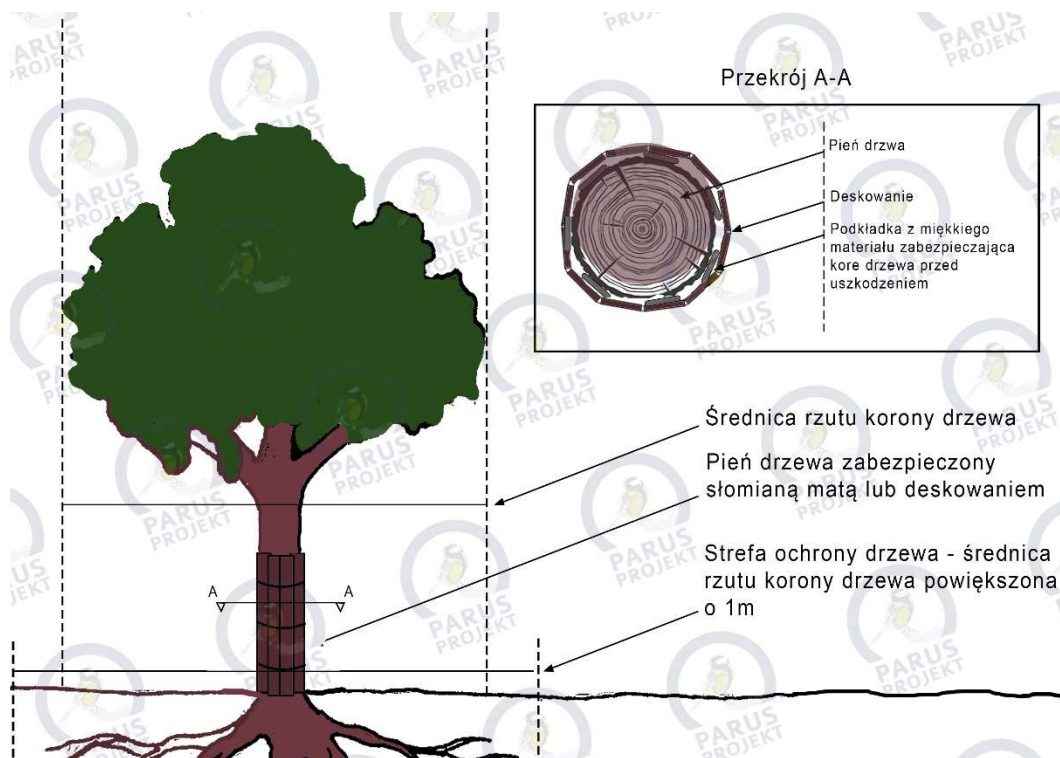 Przekrój A-A
Pień drzwa
Deskowanie
Podkładka z miękkiego
materiału zabezpieczająca
kore drzewa przed
uszkodzeniem
Średnica rzutu korony drzewa
Pień drzewa zabezpieczony
słomianą matą lub deskowaniem
Strefa ochrony drzewa - średnica
rzutu korony drzewa powiększona
o 1m
A A
PARUS
PROJEKT